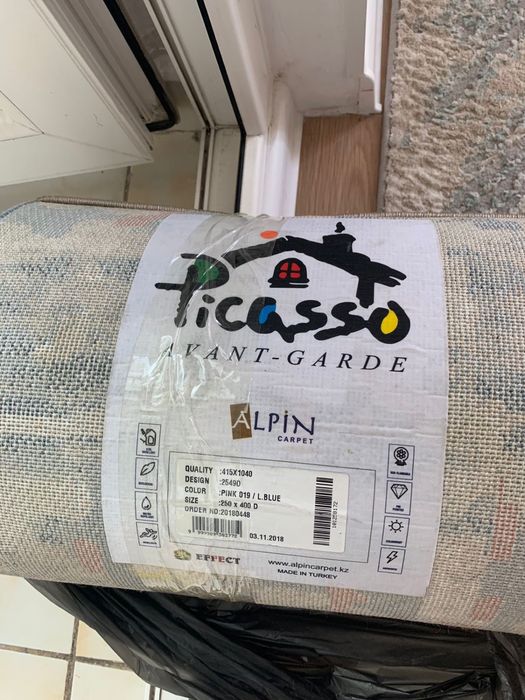 Picasso
AVANT-GARDE
ALPIN
CARPET
QUALITY :415X1040
DESIGN :25490
COLOR :PINK 019 / L.BLUE
SIZE :250 x 400 D
ORDER NO:20180448
03.11.2018
EFFECT
www.alpincarpet.kz
MADE IN TURKEY